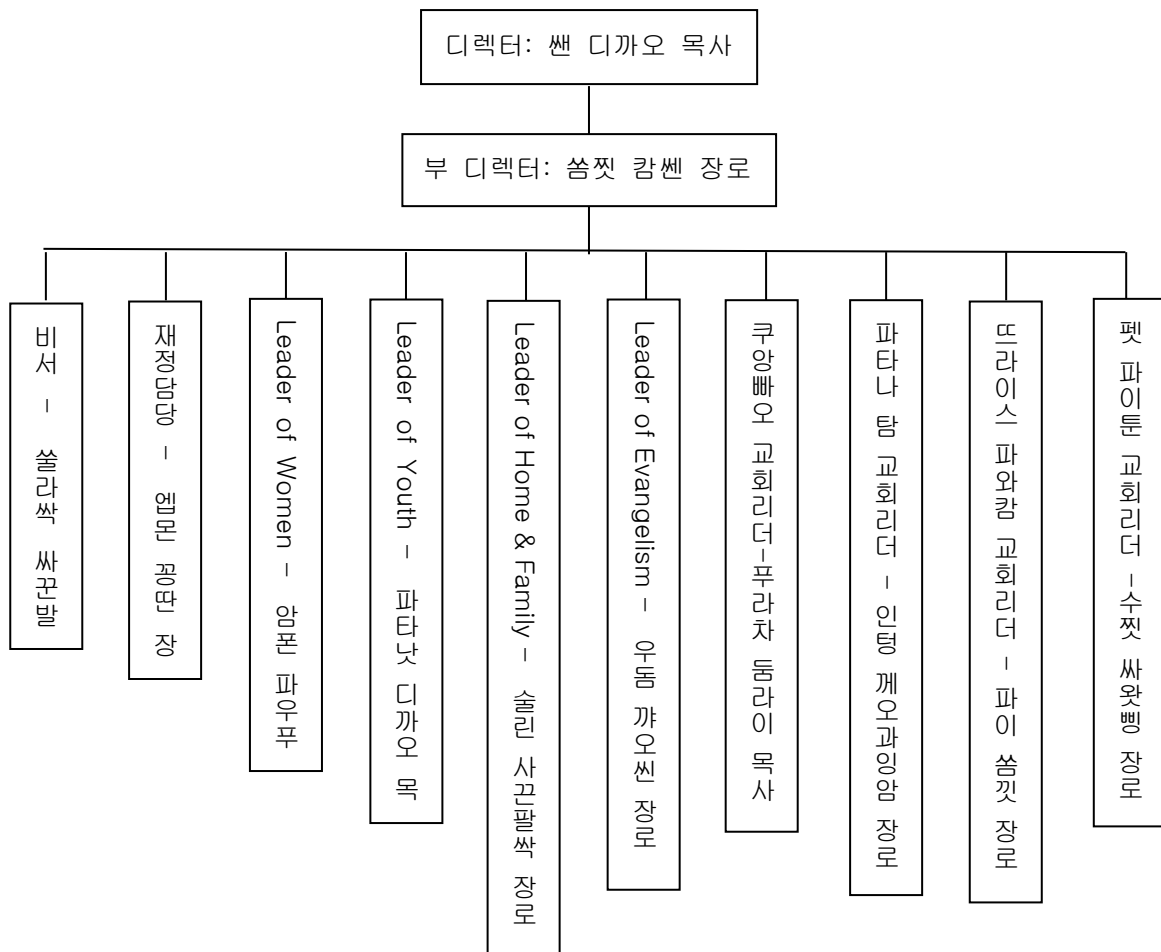 디렉터: 쌘 디까오 목사
부 디렉터: 쏨찟 캄쎈 장로
비서 – 쑬라싹 싸꾼발
재정담당 – 엡몬 꽁딴 장
Leader of Women – 암폰 파우푸
Leader of Youth – 파타낫 디까오 목
Leader of Home & Family – 술린 사끈팔싹 장로
Leader of Evangelism – 우돔 꺄오씬 장로
쿠앙빠오 교회리더–푸라차 둠라이 목사
파타나 탐 교회리더 – 인텅 께오과잉암 장로
뜨라이스 파와캄 교회리더 – 파이 쏨낏 장로
펫 파이툰 교회리더 –수찟 싸왓삥 장로